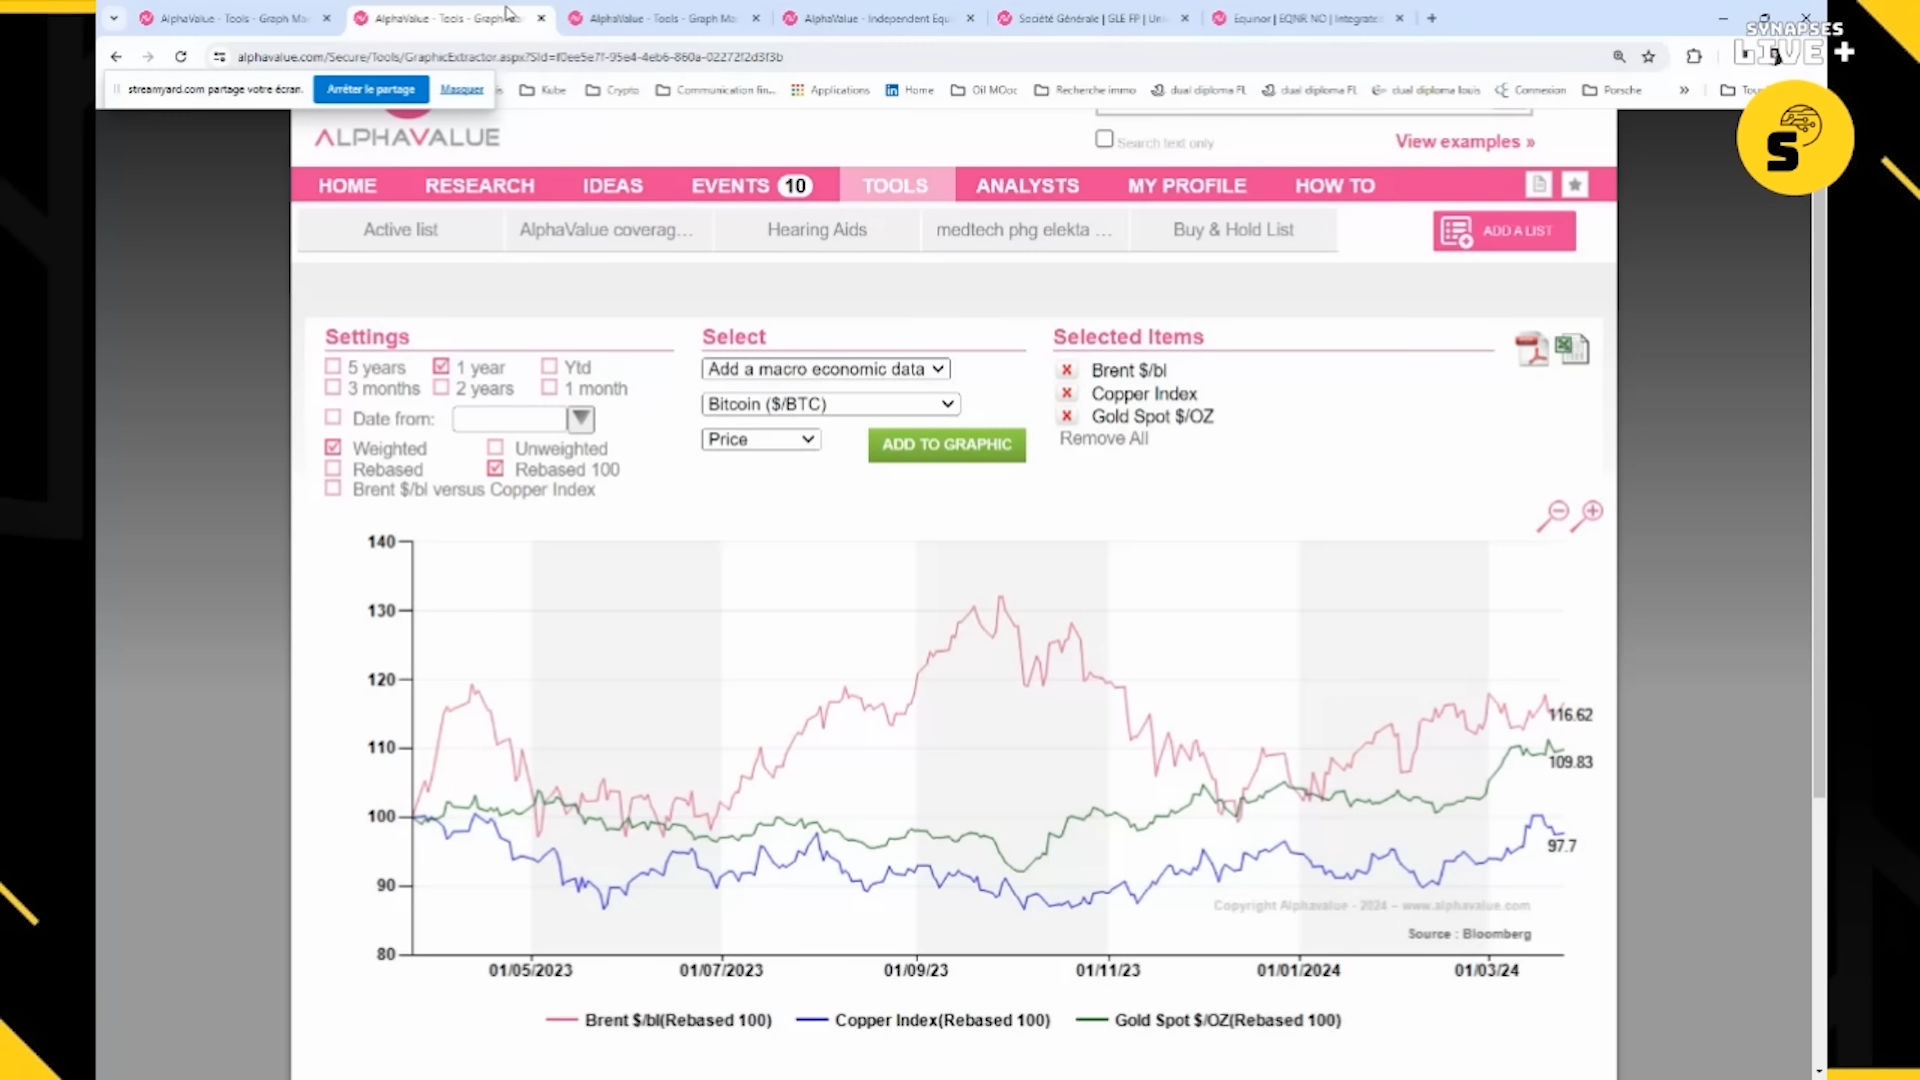 AlphaValue - Tools - Graph Ma
AlphaValue - Tools - Graph
AlphaValue - Tools - Graph Ma
AlphaValue - Independent Equi
Société Générale | GLE FP | Uni
Equinor | EQNR NO | Integrate
SYNAPSES
LIVE +
alphavalue.com/Secure/Tools/GraphicExtractor.aspx?SId=f0ee5e7f-95e4-4eb6-860a-02272f2d3f3b
streamyard.com partage votre écran.
Arrêter le partage
Masquer
Kube
Crypto
Communication fin...
Applications
Home
Oil MOoc
Recherche immo
dual diploma FL
dual diploma FL
dual diploma louis
Connexion
Porsche
»
Tou
S
ALPHAVALUE
Search text only
View examples »
HOME
RESEARCH
IDEAS
EVENTS 10
TOOLS
ANALYSTS
MY PROFILE
HOW TO
Active list
AlphaValue coverag...
Hearing Aids
medtech phg elekta ...
Buy & Hold List
ADD A LIST
Settings
5 years
1 year
Ytd
3 months
2 years
1 month
Date from:
Weighted
Unweighted
Rebased
Rebased 100
Brent $/bl versus Copper Index
Select
Add a macro economic data
Bitcoin ($/BTC)
Price
ADD TO GRAPHIC
Selected Items
Brent $/bl
Copper Index
Gold Spot $/OZ
Remove All
140
130
120
110
100
90
80
116.62
109.83
97.7
Copyright Alphavalue - 2024 – www.alphavalue.com
Source : Bloomberg
01/05/2023
01/07/2023
01/09/23
01/11/23
01/01/2024
01/03/24
Brent $/bl(Rebased 100)
Copper Index(Rebased 100)
Gold Spot $/OZ(Rebased 100)